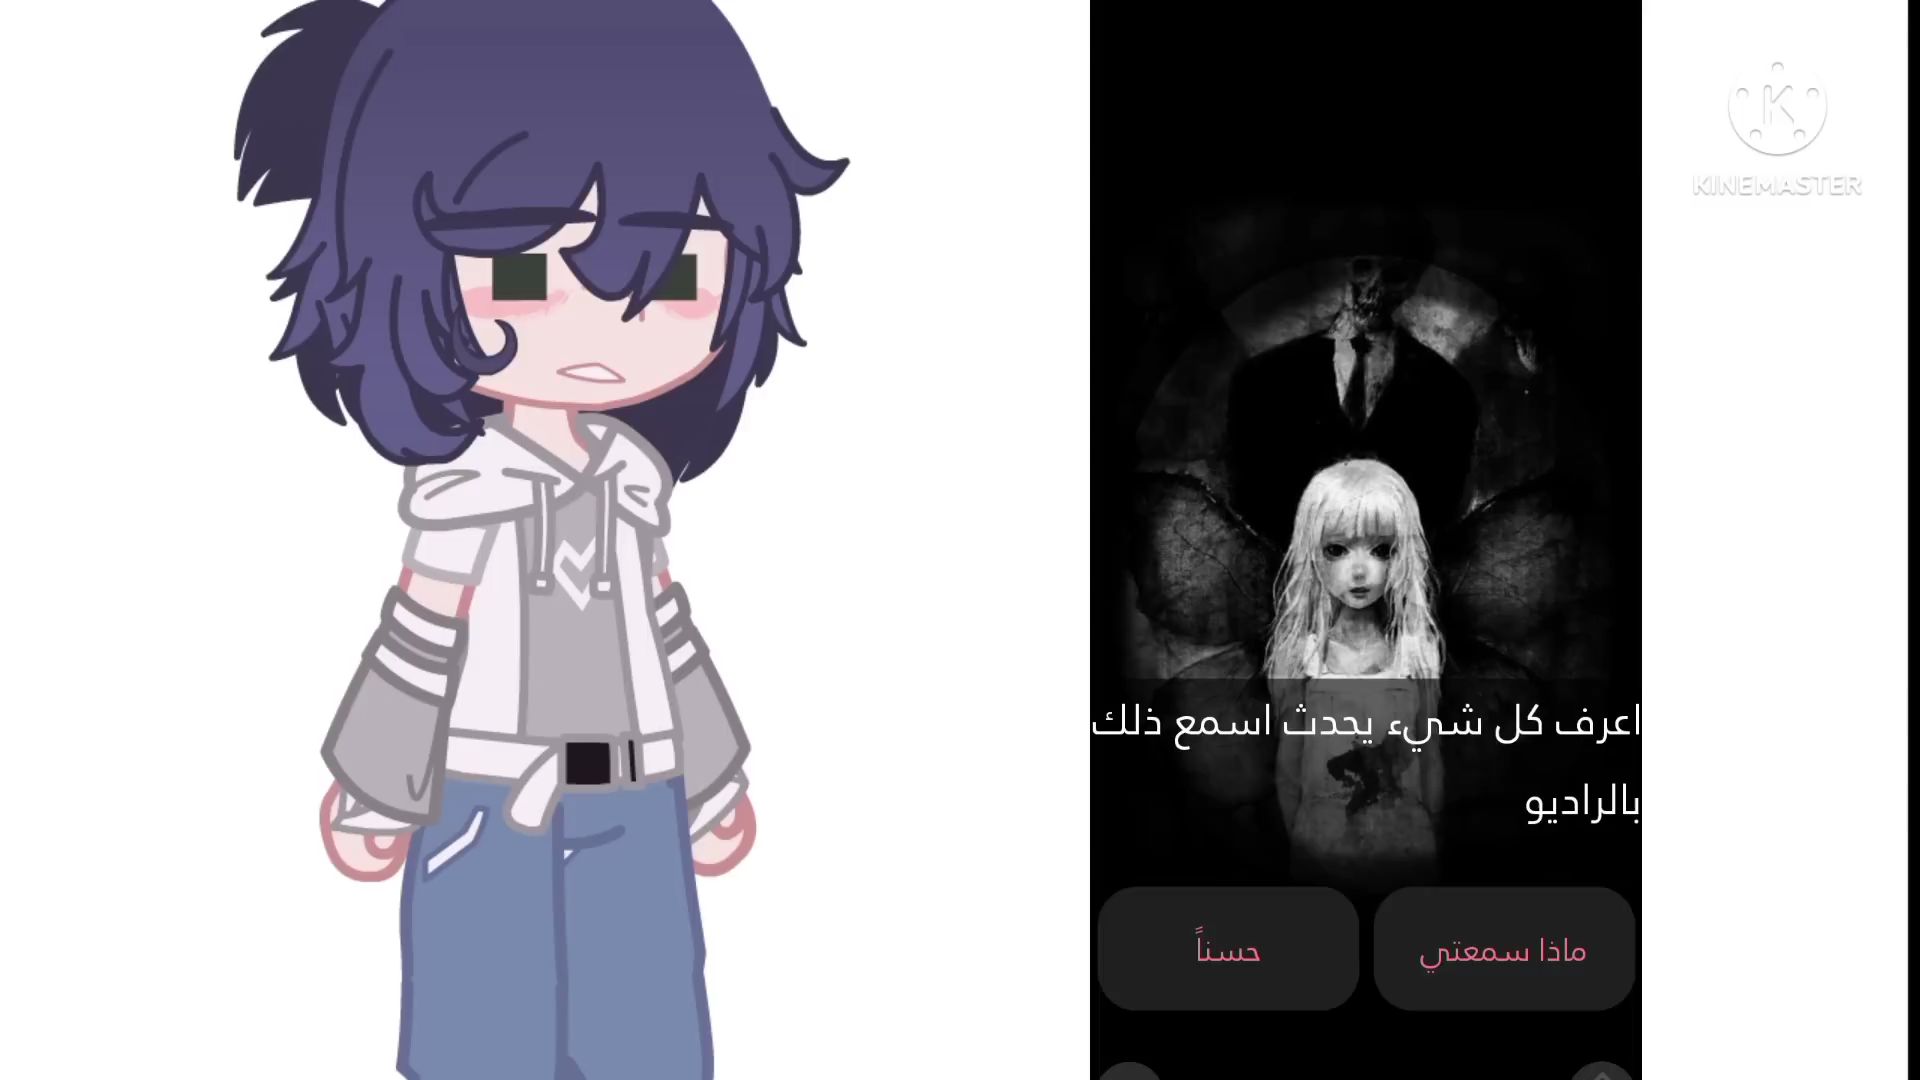 KINEMASTER
اعرف كل شيء يحدث اسمع ذلك
بالراديو
ماذا سمعتي
حسناً